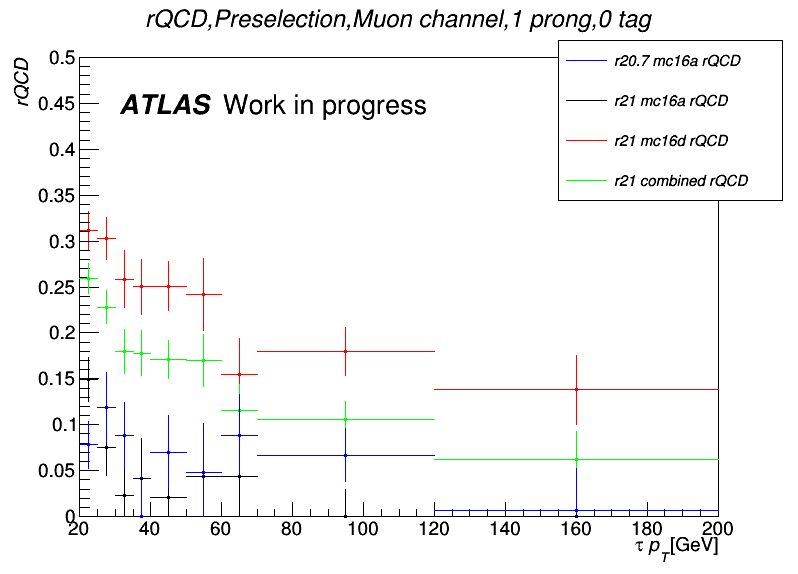 rQCD,Preselection,Muon channel,1 prong,0 tag
rQCD
0.5
0.45
0.4
0.35
0.3
0.25
0.2
0.15
0.1
0.05
0
ATLAS Work in progress
r20.7 mc16a rQCD
r21 mc16a rQCD
r21 mc16d rQCD
r21 combined rQCD
20 40 60 80 100 120 140 160 180 200
τ p_T[GeV]